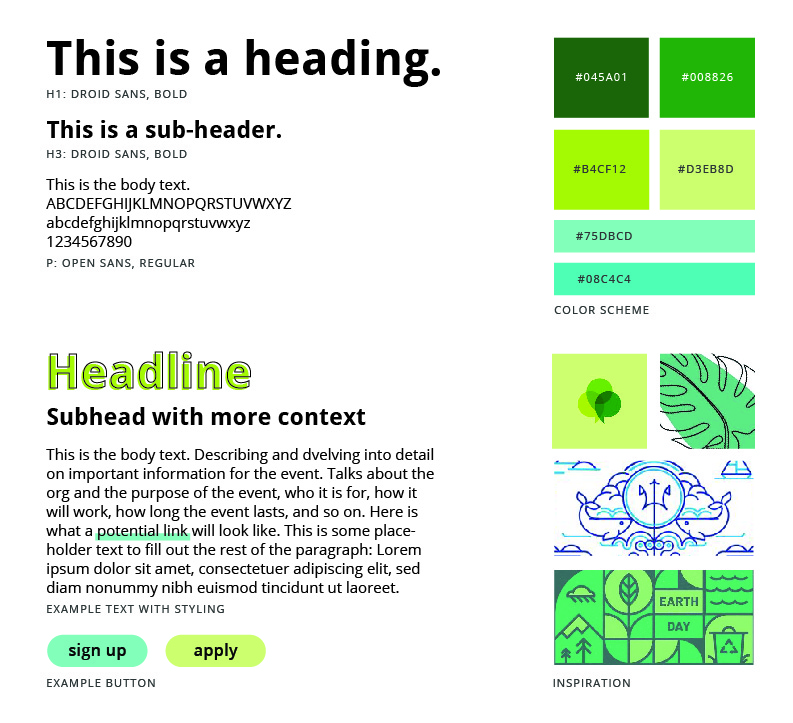 This is a heading.
H1: DROID SANS, BOLD
This is a sub-header.
H3: DROID SANS, BOLD
This is the body text.
ABCDEFGHIJKLMNOPQRSTUVWXYZ
abcdefghijklmnopqrstuvwxyz
1234567890
P: OPEN SANS, REGULAR
#045A01
#008826
#B4CF12
#D3EB8D
#75DBCD
#08C4C4
COLOR SCHEME
Headline
Subhead with more context
This is the body text. Describing and dvelving into detail
on important information for the event. Talks about the
org and the purpose of the event, who it is for, how it
will work, how long the event lasts, and so on. Here is
what a potential link will look like. This is some place-
holder text to fill out the rest of the paragraph: Lorem
ipsum dolor sit amet, consectetuer adipiscing elit, sed
diam nonummy nibh euismod tincidunt ut laoreet.
EXAMPLE TEXT WITH STYLING
sign up
apply
EXAMPLE BUTTON
EARTH
DAY
INSPIRATION